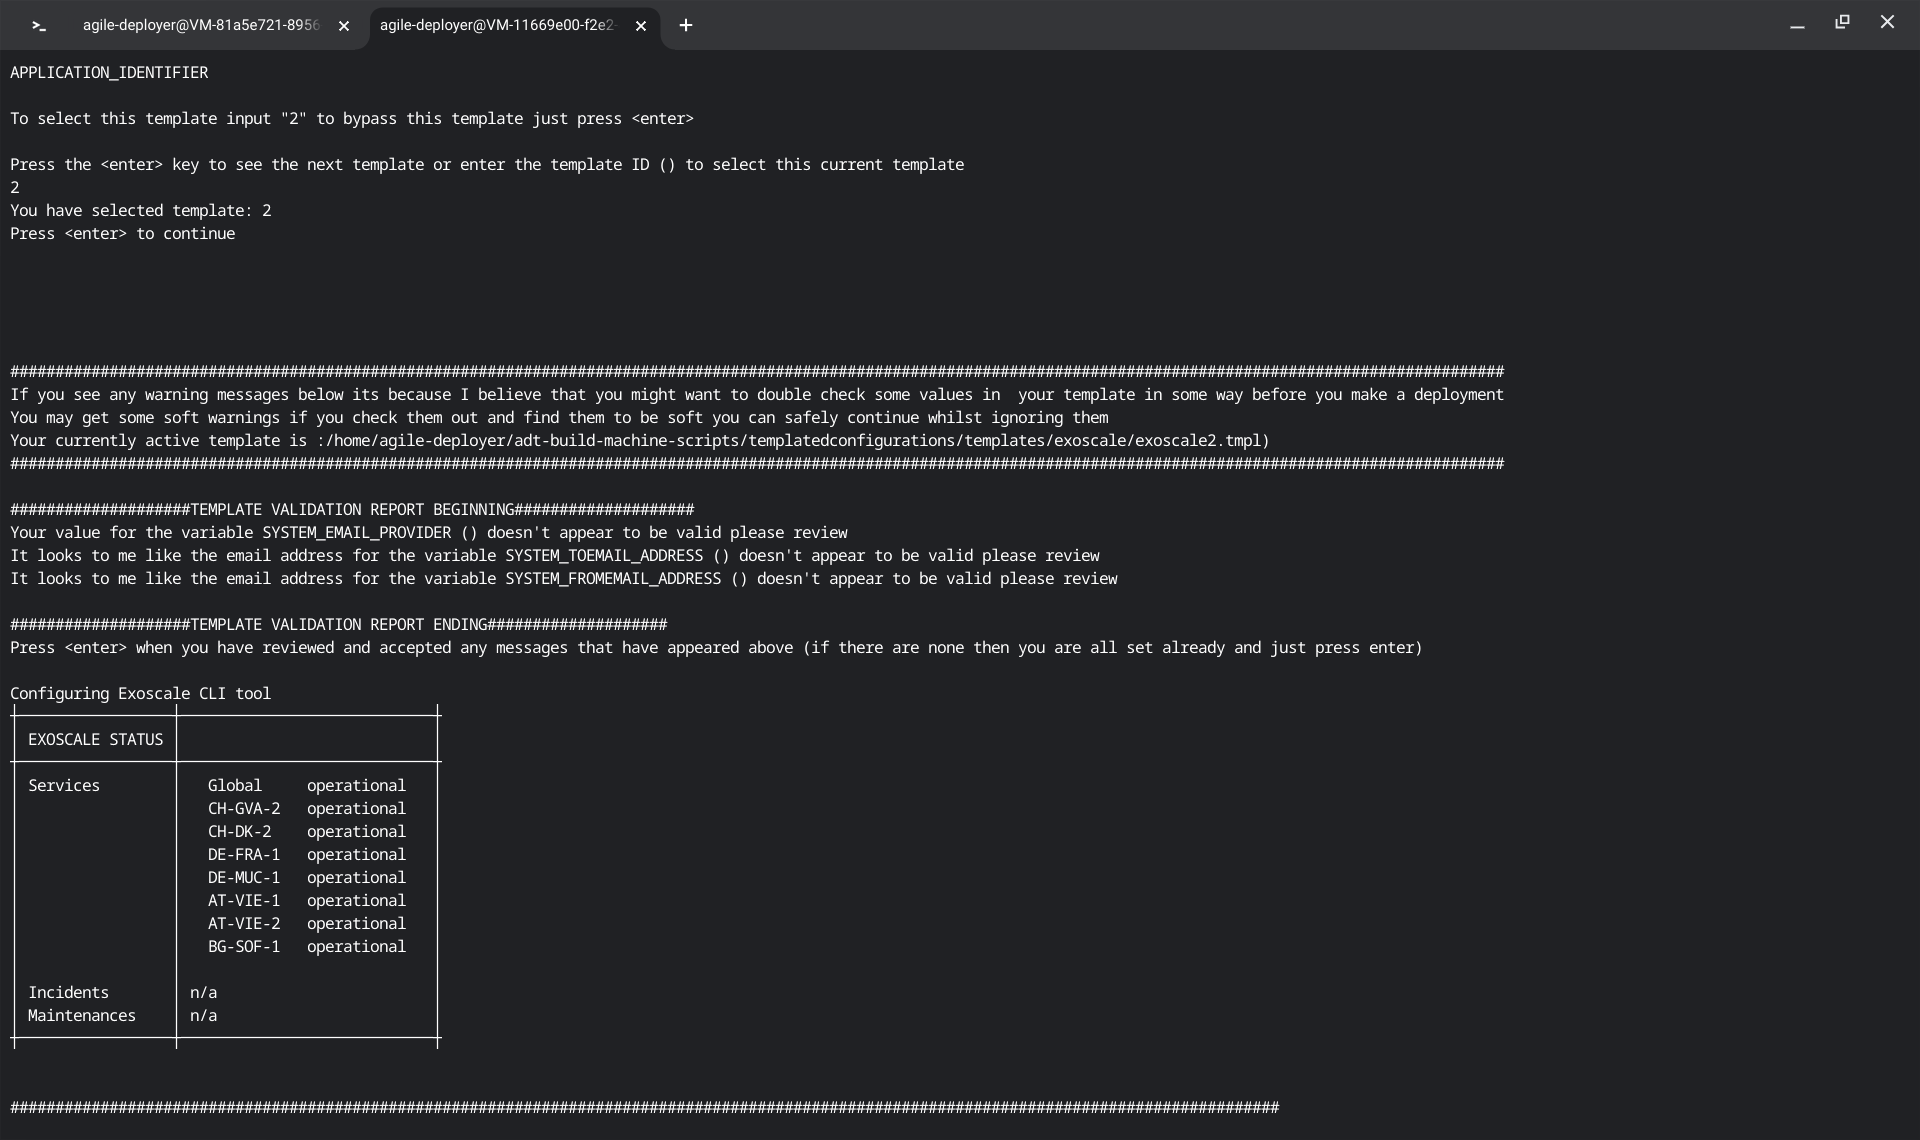 agile-deployer@VM-81a5e721-8956
agile-deployer@VM-11669e00-f2e2-
APPLICATION_IDENTIFIER
To select this template input "2" to bypass this template just press <enter>
Press the <enter> key to see the next template or enter the template ID () to select this current template
2
You have selected template: 2
Press <enter> to continue
######################################################################################################################################################################
If you see any warning messages below its because I believe that you might want to double check some values in  your template in some way before you make a deployment
You may get some soft warnings if you check them out and find them to be soft you can safely continue whilst ignoring them
Your currently active template is :/home/agile-deployer/adt-build-machine-scripts/templatedconfigurations/templates/exoscale/exoscale2.tmpl)
######################################################################################################################################################################
####################TEMPLATE VALIDATION REPORT BEGINNING####################
Your value for the variable SYSTEM_EMAIL_PROVIDER () doesn't appear to be valid please review
It looks to me like the email address for the variable SYSTEM_TOEMAIL_ADDRESS () doesn't appear to be valid please review
It looks to me like the email address for the variable SYSTEM_FROMEMAIL_ADDRESS () doesn't appear to be valid please review
####################TEMPLATE VALIDATION REPORT ENDING####################
Press <enter> when you have reviewed and accepted any messages that have appeared above (if there are none then you are all set already and just press enter)
Configuring Exoscale CLI tool
EXOSCALE STATUS
Services Global operational
CH-GVA-2 operational
CH-DK-2 operational
DE-FRA-1 operational
DE-MUC-1 operational
AT-VIE-1 operational
AT-VIE-2 operational
BG-SOF-1 operational
Incidents n/a
Maintenances n/a
#############################################################################################################################################